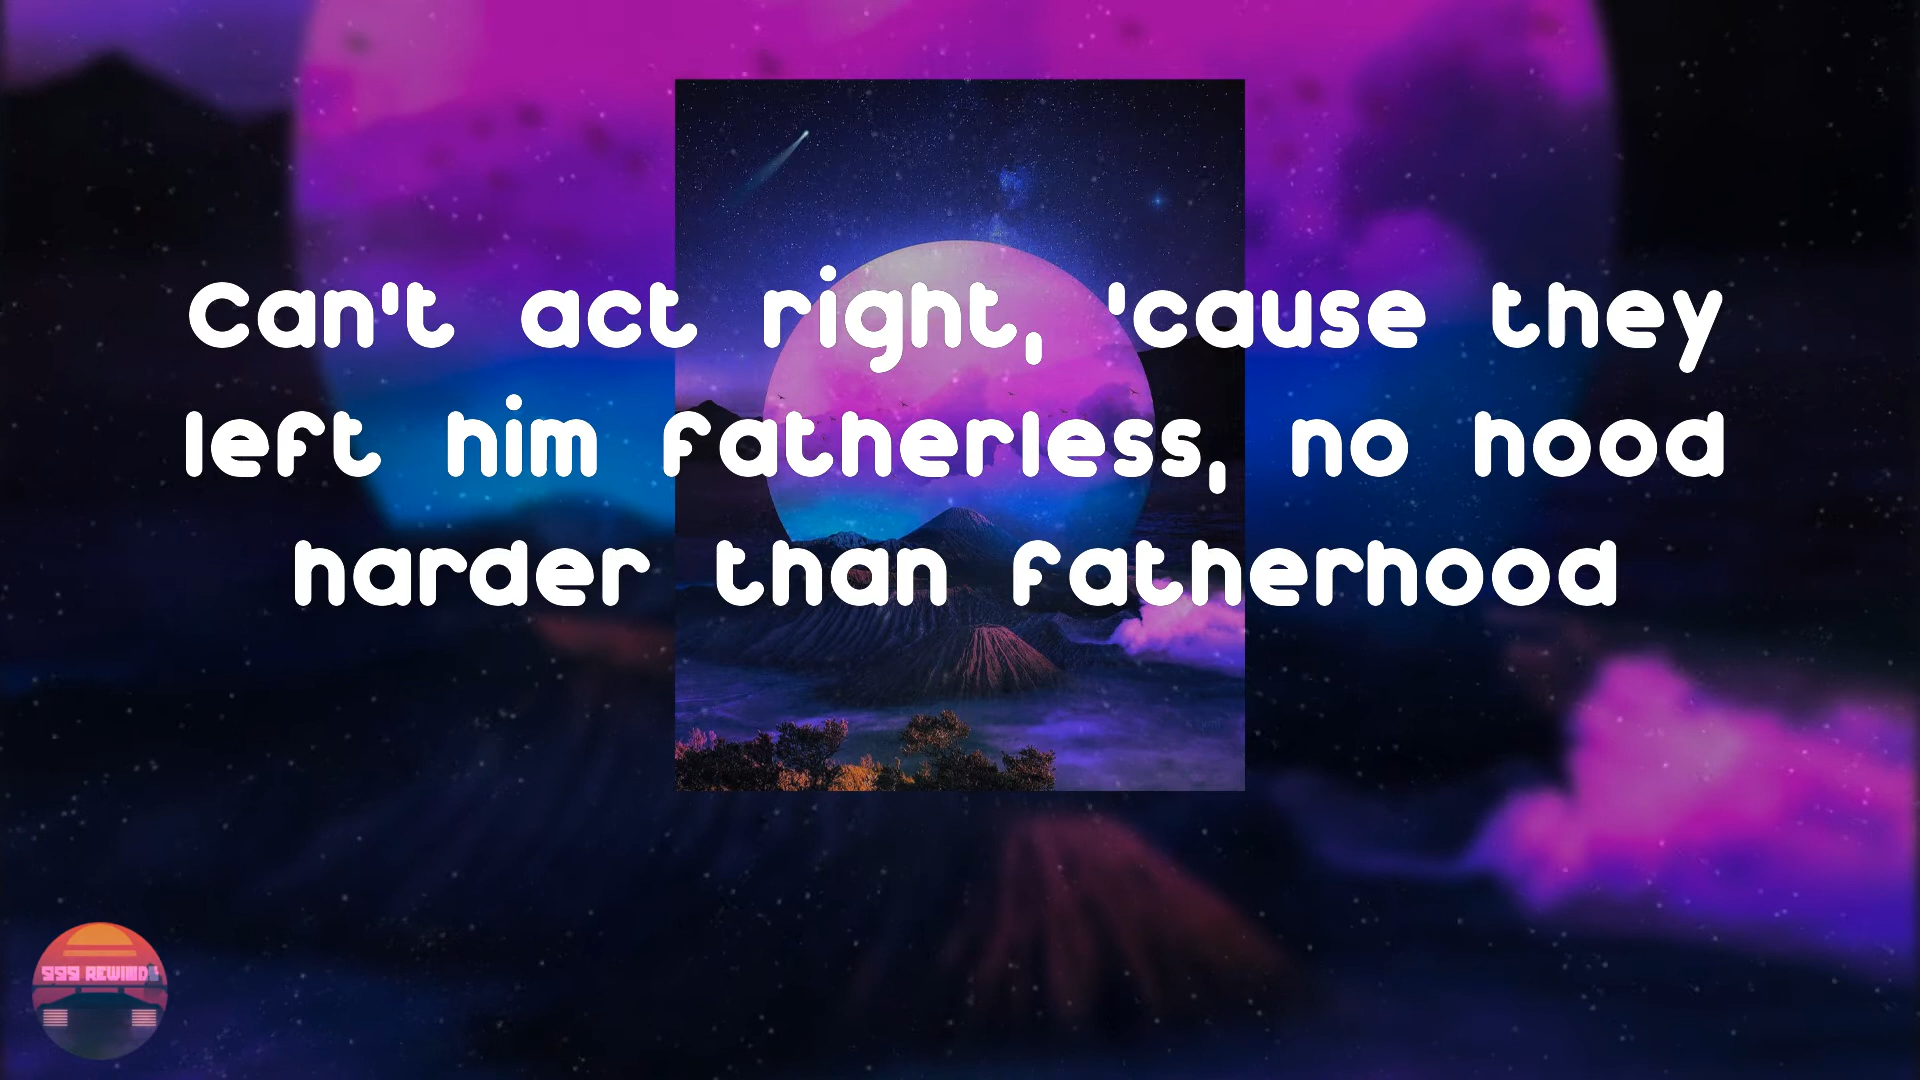 Can't act right, 'cause they
left him fatherless, no hood
harder than fatherhood
999 REWIND